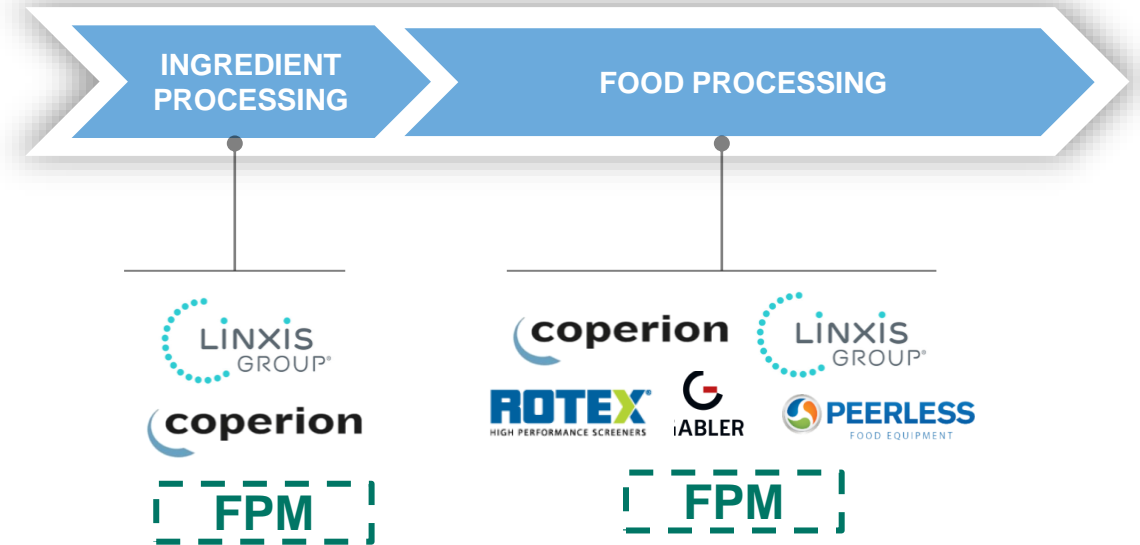 INGREDIENT
PROCESSING
FOOD PROCESSING
LINXIS
GROUP®
coperion
FPM
coperion
LINXIS
GROUP®
ROTEX®
HIGH PERFORMANCE SCREENERS
ABLER
PEERLESS
FOOD EQUIPMENT
FPM